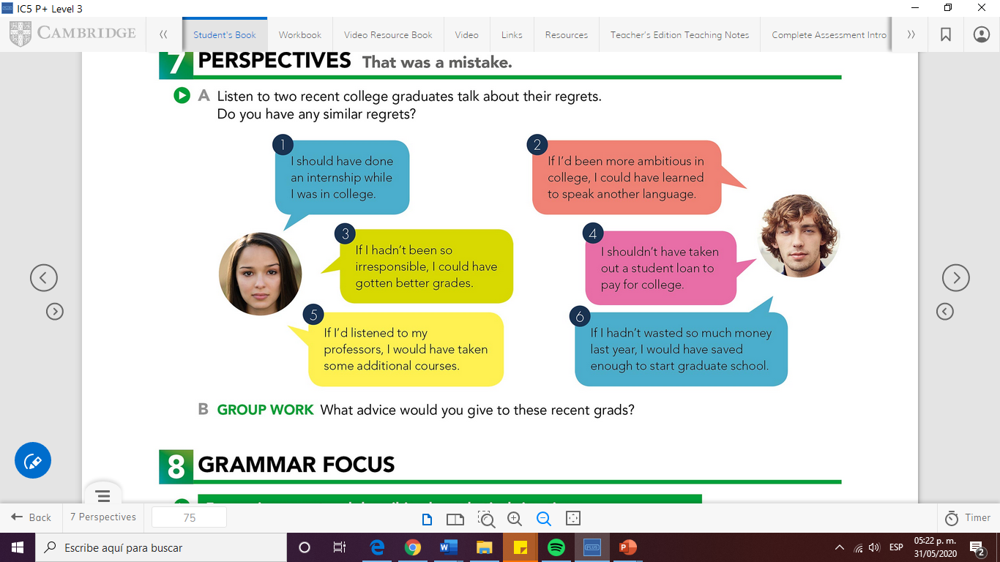 IC5 P+ Level 3
CAMBRIDGE
Student's Book
Workbook
Video Resource Book
Video
Links
Resources
Teacher's Edition Teaching Notes
Complete Assessment Intro
7 PERSPECTIVES That was a mistake.
A Listen to two recent college graduates talk about their regrets.
Do you have any similar regrets?
1
I should have done
an internship while
I was in college.
2
If I'd been more ambitious in
college, I could have learned
to speak another language.
3
If I hadn't been so
irresponsible, I could have
gotten better grades.
4
I shouldn't have taken
out a student loan to
pay for college.
5
If I'd listened to my
professors, I would have taken
some additional courses.
6
If I hadn't wasted so much money
last year, I would have saved
enough to start graduate school.
B GROUP WORK What advice would you give to these recent grads?
8 GRAMMAR FOCUS
Back
7 Perspectives
75
Timer
Escribe aquí para buscar
PLUS
ESP
05:22 p. m.
31/05/2020
2